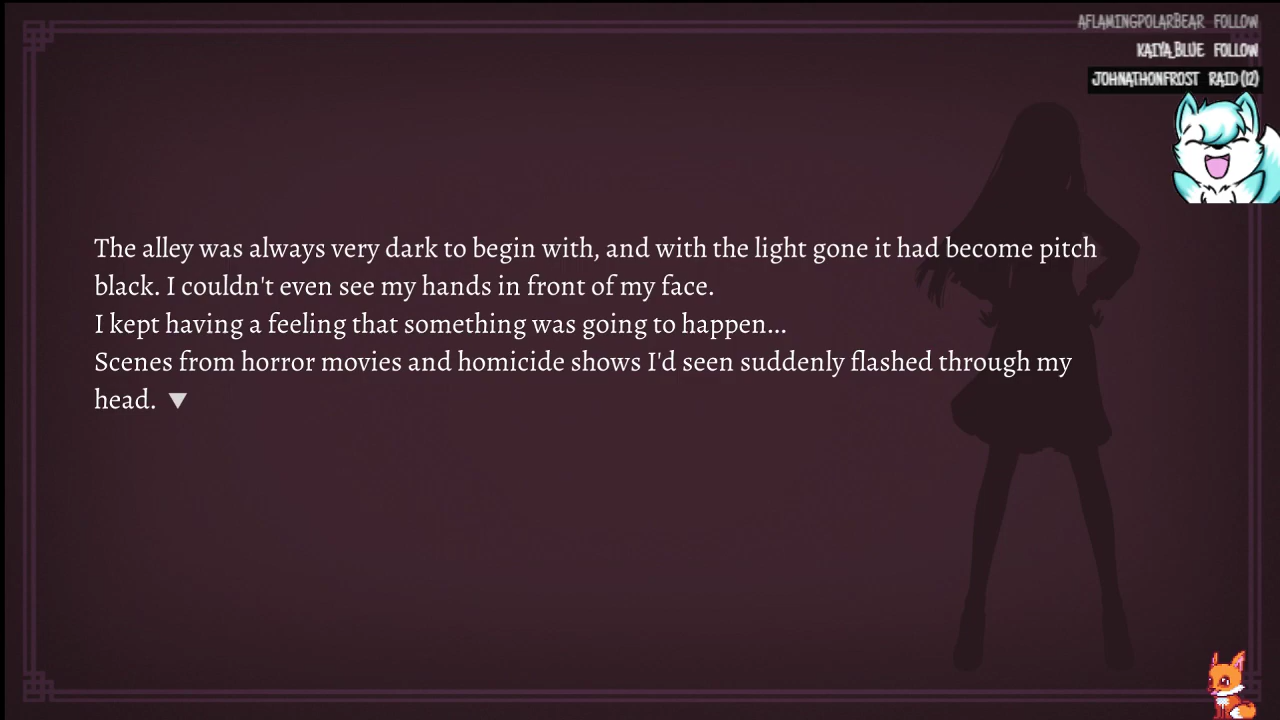 AFLAMINGPOLARBEAR FOLLOW
KAIYA_BLUE FOLLOW
JOHNATHONFROST RAID (12)
The alley was always very dark to begin with, and with the light gone it had become pitch
black. I couldn't even see my hands in front of my face.
I kept having a feeling that something was going to happen...
Scenes from horror movies and homicide shows I'd seen suddenly flashed through my
head.